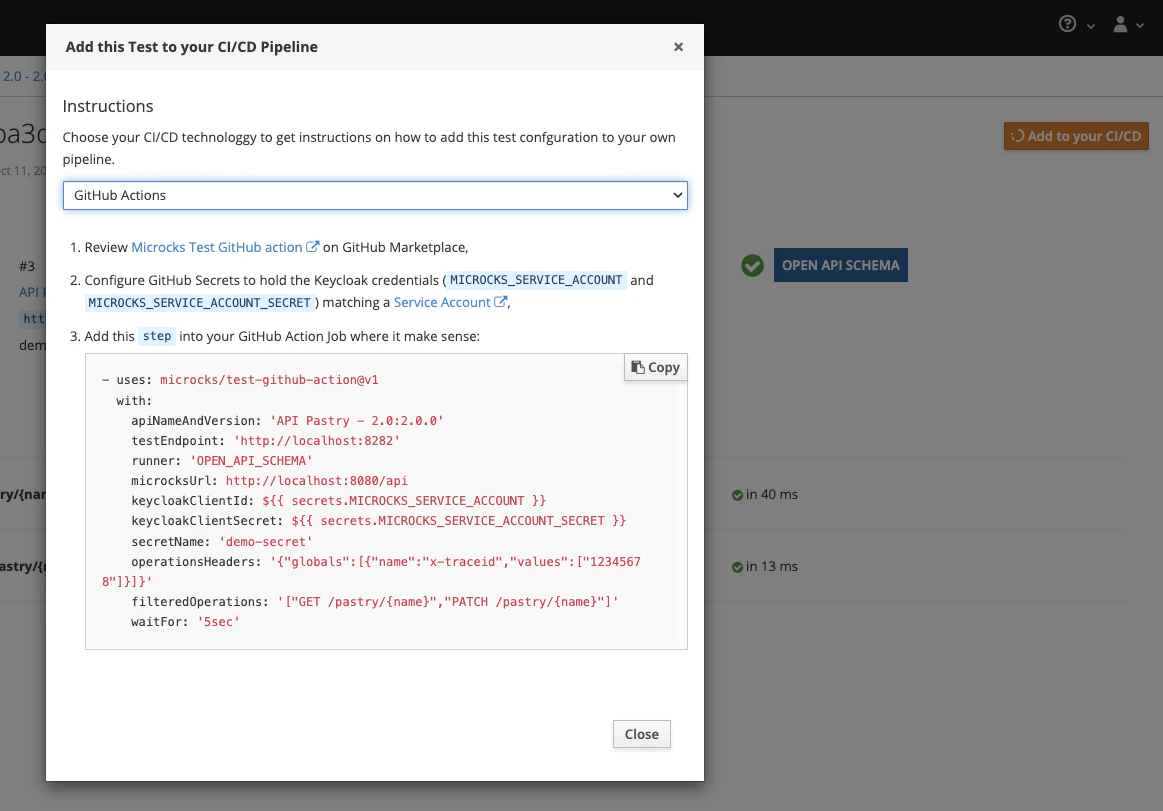 Add this Test to your CI/CD Pipeline
×
2.0 - 2.0
Instructions
Choose your CI/CD technologgy to get instructions on how to add this test confguration to your own
pipeline.
Add to your CI/CD
ct 11, 20
GitHub Actions
1. Review Microcks Test GitHub action on GitHub Marketplace,
#3
OPEN API SCHEMA
2. Configure GitHub Secrets to hold the Keycloak credentials ( MICROCKS_SERVICE_ACCOUNT and
MICROCKS_SERVICE_ACCOUNT_SECRET ) matching a Service Account ,
API
htt
dem
3. Add this step into your GitHub Action Job where it make sense:
Copy
- uses: microcks/test-github-action@v1
with:
apiNameAndVersion: 'API Pastry - 2.0:2.0.0'
testEndpoint: 'http://localhost:8282'
runner: 'OPEN_API_SCHEMA'
microcksUrl: http://localhost:8080/api
keycloakClientId: ${{ secrets.MICROCKS_SERVICE_ACCOUNT }}
keycloakClientSecret: ${{ secrets.MICROCKS_SERVICE_ACCOUNT_SECRET }}
secretName: 'demo-secret'
operationsHeaders: '{"globals":[{"name":"x-traceid","values":["1234567
8"]}]}'
filteredOperations: '["GET /pastry/{name}","PATCH /pastry/{name}"]'
waitFor: '5sec'
ry/{nan
in 40 ms
astry/{
in 13 ms
Close